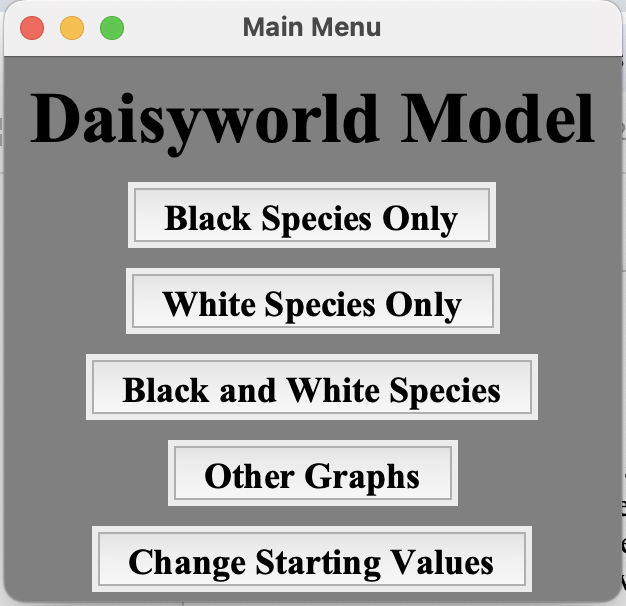 Main Menu
Daisyworld Model
Black Species Only
White Species Only
Black and White Species
Other Graphs
Change Starting Values